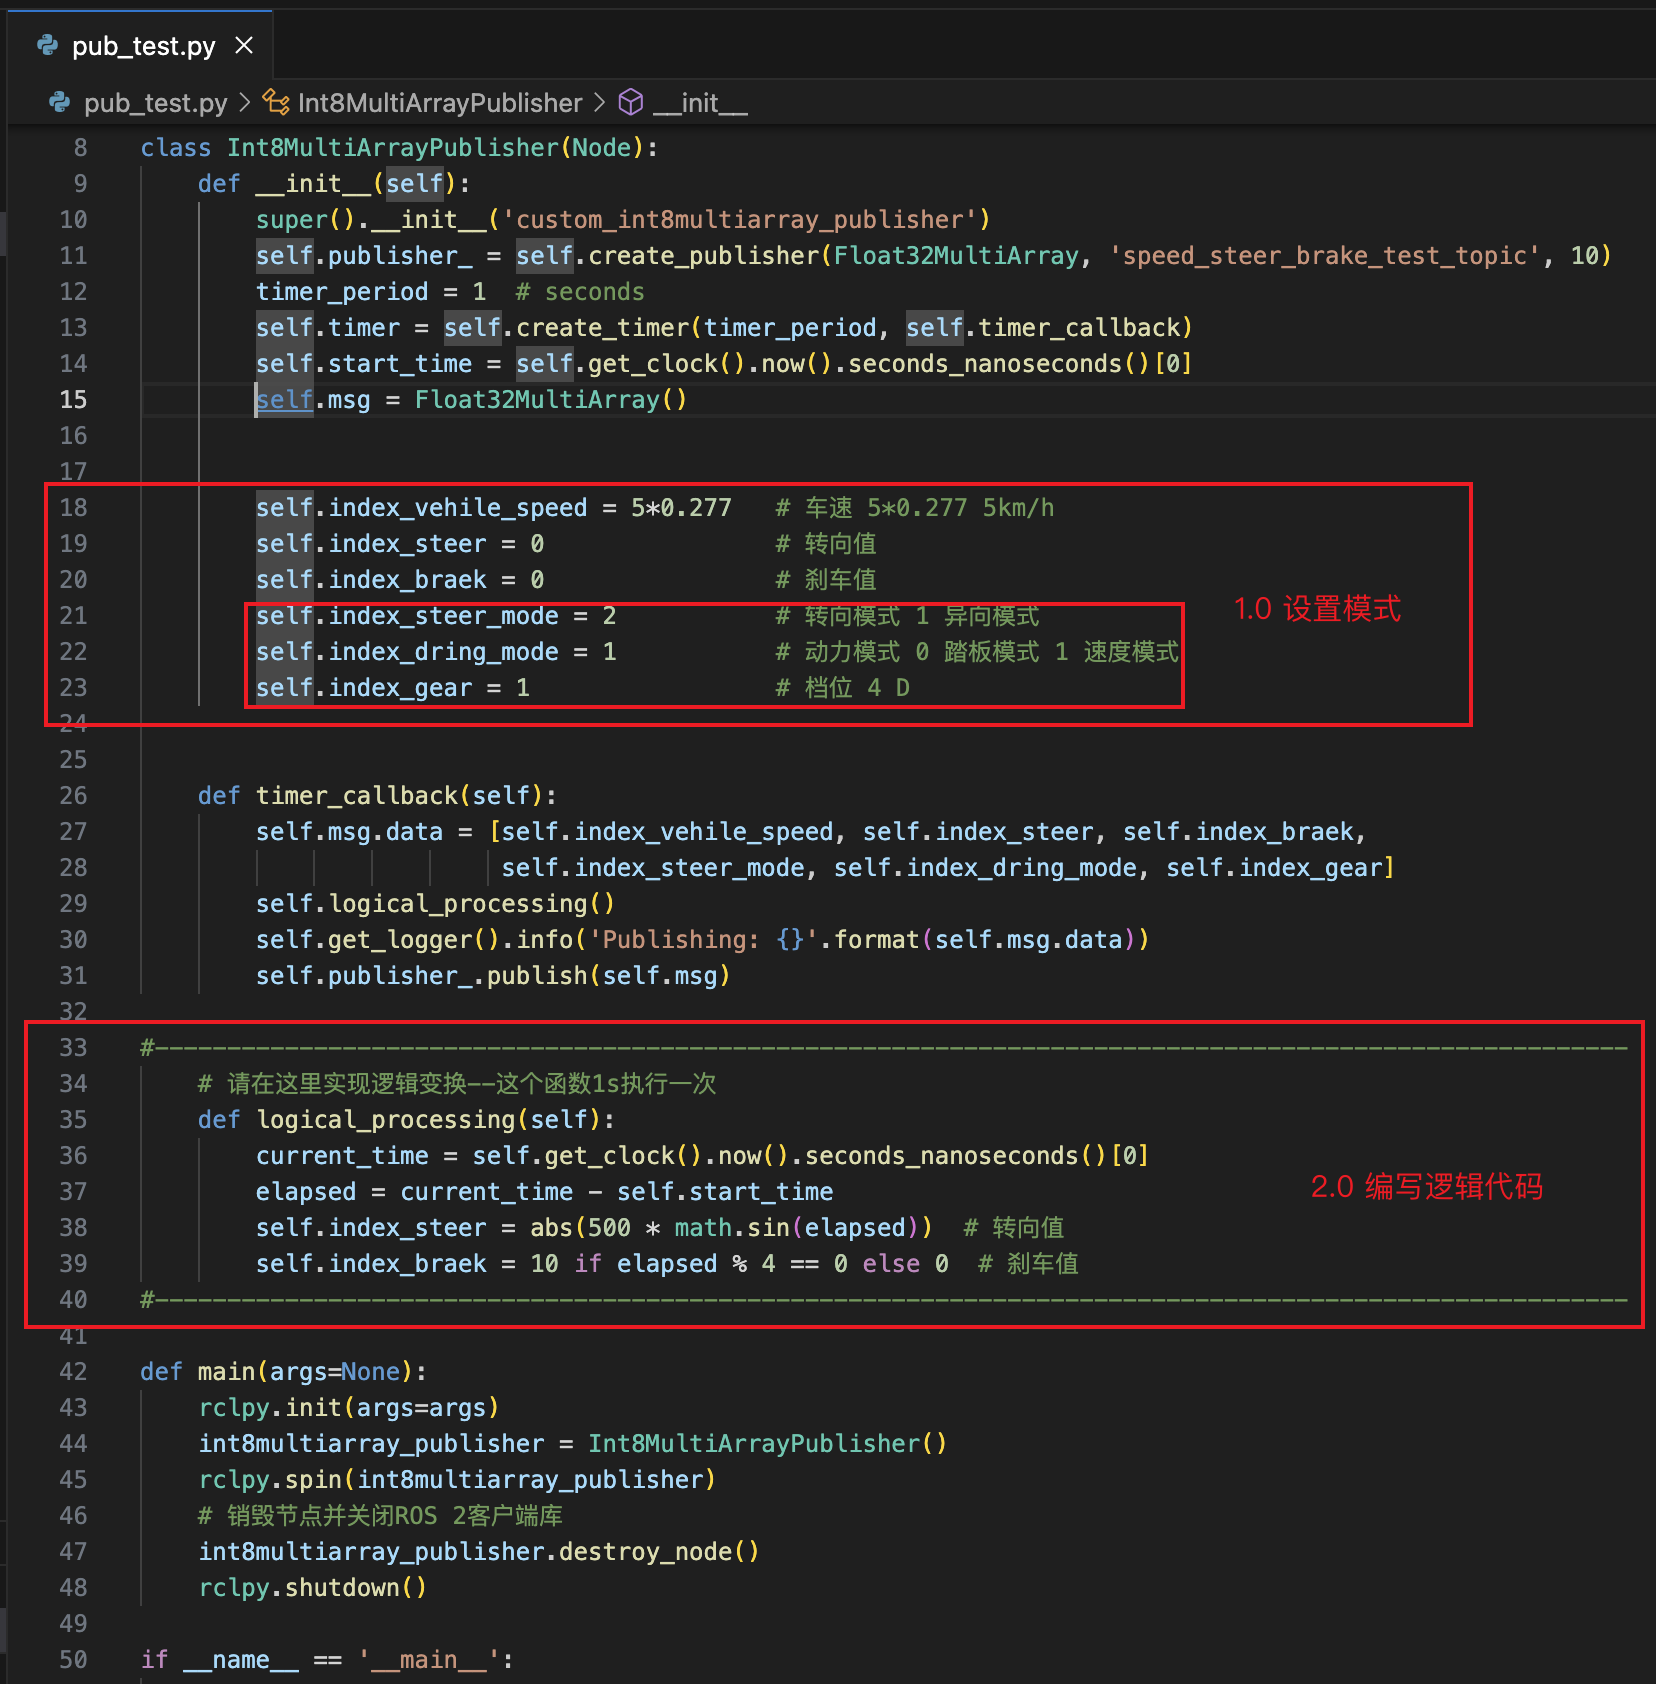 pub_test.py
pub_test.py > Int8MultiArrayPublisher > __init__
8 class Int8MultiArrayPublisher(Node):
9 def __init__(self):
10 super().__init__('custom_int8multiarray_publisher')
11 self.publisher_ = self.create_publisher(Float32MultiArray, 'speed_steer_brake_test_topic', 10)
12 timer_period = 1  # seconds
13 self.timer = self.create_timer(timer_period, self.timer_callback)
14 self.start_time = self.get_clock().now().seconds_nanoseconds()[0]
15 self.msg = Float32MultiArray()
16
17
18 self.index_vehile_speed = 5*0.277   # 车速 5*0.277 5km/h
19 self.index_steer = 0                # 转向值
20 self.index_braek = 0                # 刹车值
21 self.index_steer_mode = 2           # 转向模式 1 异向模式
1.0 设置模式
22 self.index_dring_mode = 1           # 动力模式 0 踏板模式 1 速度模式
23 self.index_gear = 1                 # 档位 4 D
24
25
26 def timer_callback(self):
27 self.msg.data = [self.index_vehile_speed, self.index_steer, self.index_braek,
28 self.index_steer_mode, self.index_dring_mode, self.index_gear]
29 self.logical_processing()
30 self.get_logger().info('Publishing: {}'.format(self.msg.data))
31 self.publisher_.publish(self.msg)
32
33 #------------------------------------------------------------------------------------------------------
34 # 请在这里实现逻辑变换--这个函数1s执行一次
35 def logical_processing(self):
36 current_time = self.get_clock().now().seconds_nanoseconds()[0]
37 elapsed = current_time - self.start_time
2.0 编写逻辑代码
38 self.index_steer = abs(500 * math.sin(elapsed))  # 转向值
39 self.index_braek = 10 if elapsed % 4 == 0 else 0  # 刹车值
40 #------------------------------------------------------------------------------------------------------
41
42 def main(args=None):
43 rclpy.init(args=args)
44 int8multiarray_publisher = Int8MultiArrayPublisher()
45 rclpy.spin(int8multiarray_publisher)
46 # 销毁节点并关闭ROS 2客户端库
47 int8multiarray_publisher.destroy_node()
48 rclpy.shutdown()
49
50 if __name__ == '__main__':